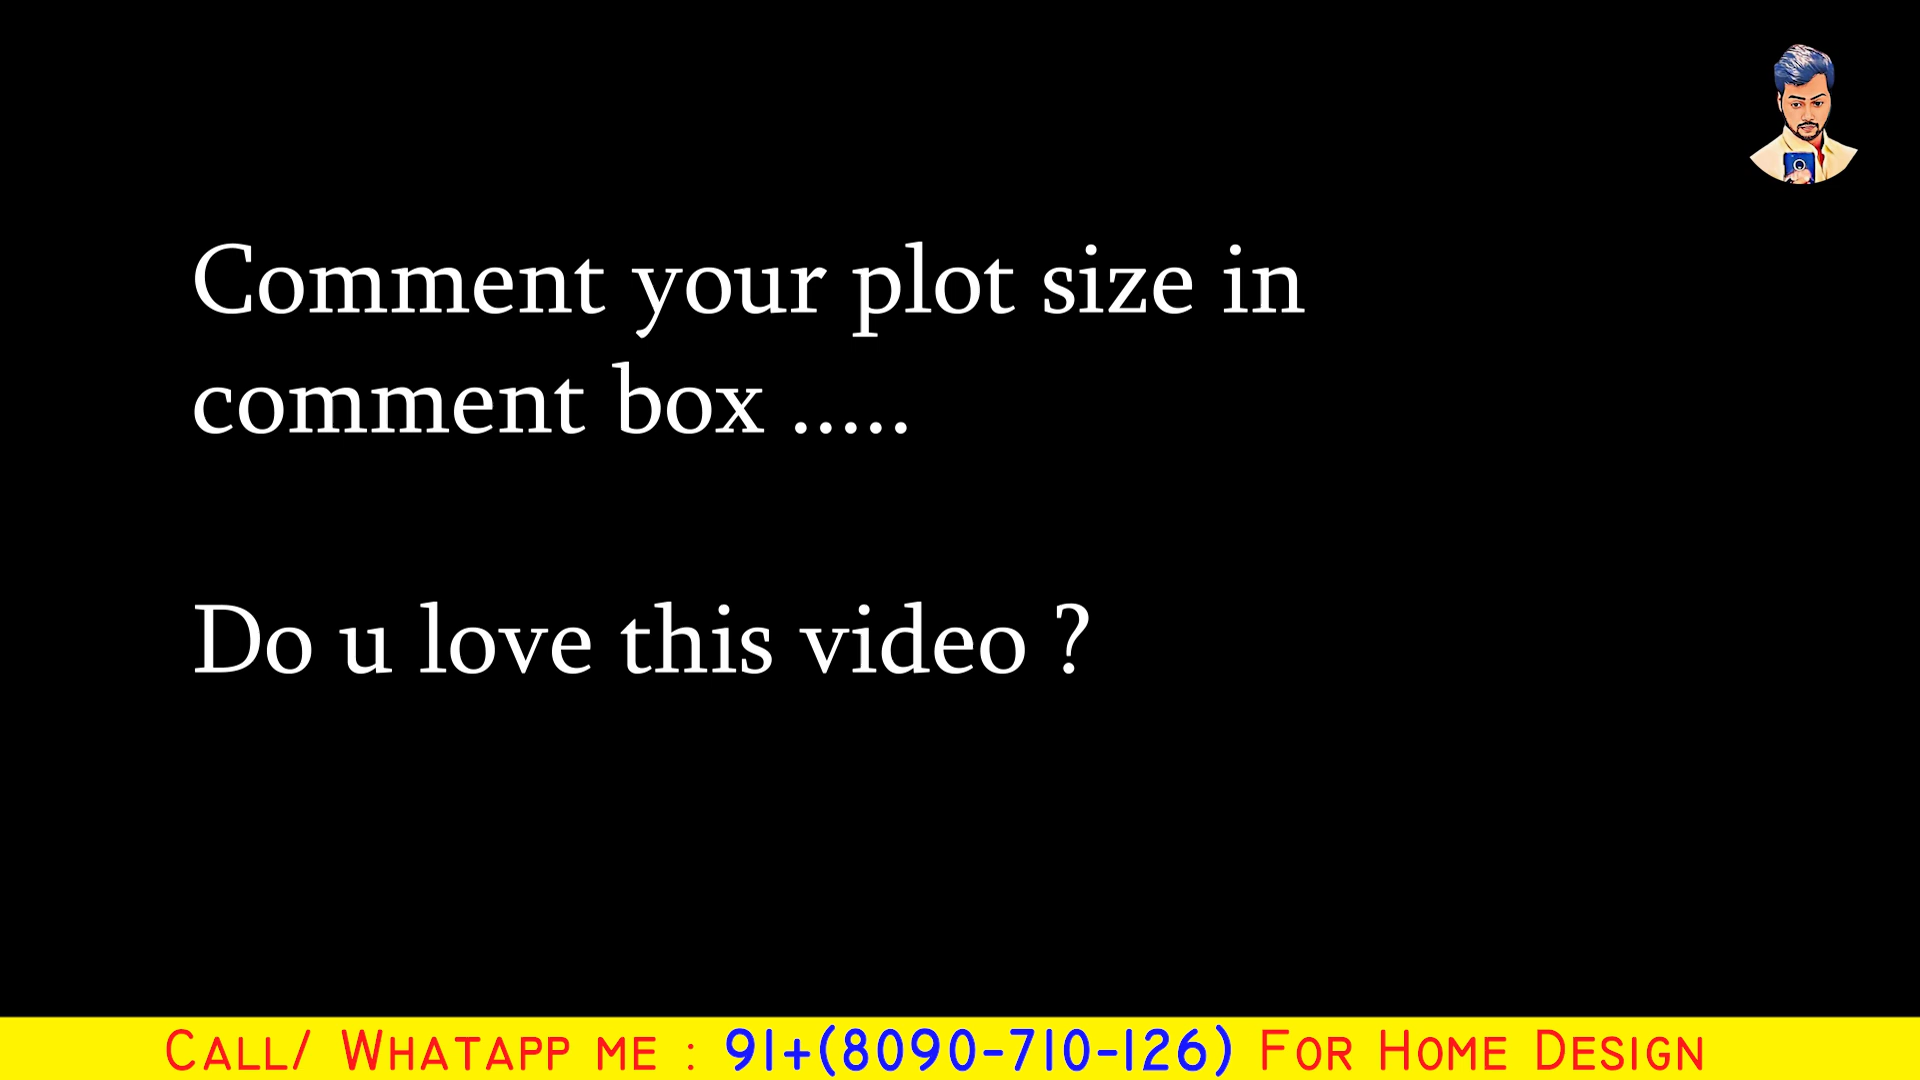 Comment your plot size in
comment box .....
Do u love this video ?
CALL/ WHATAPP ME : 91+(8090-710-126) FOR HOME DESIGN